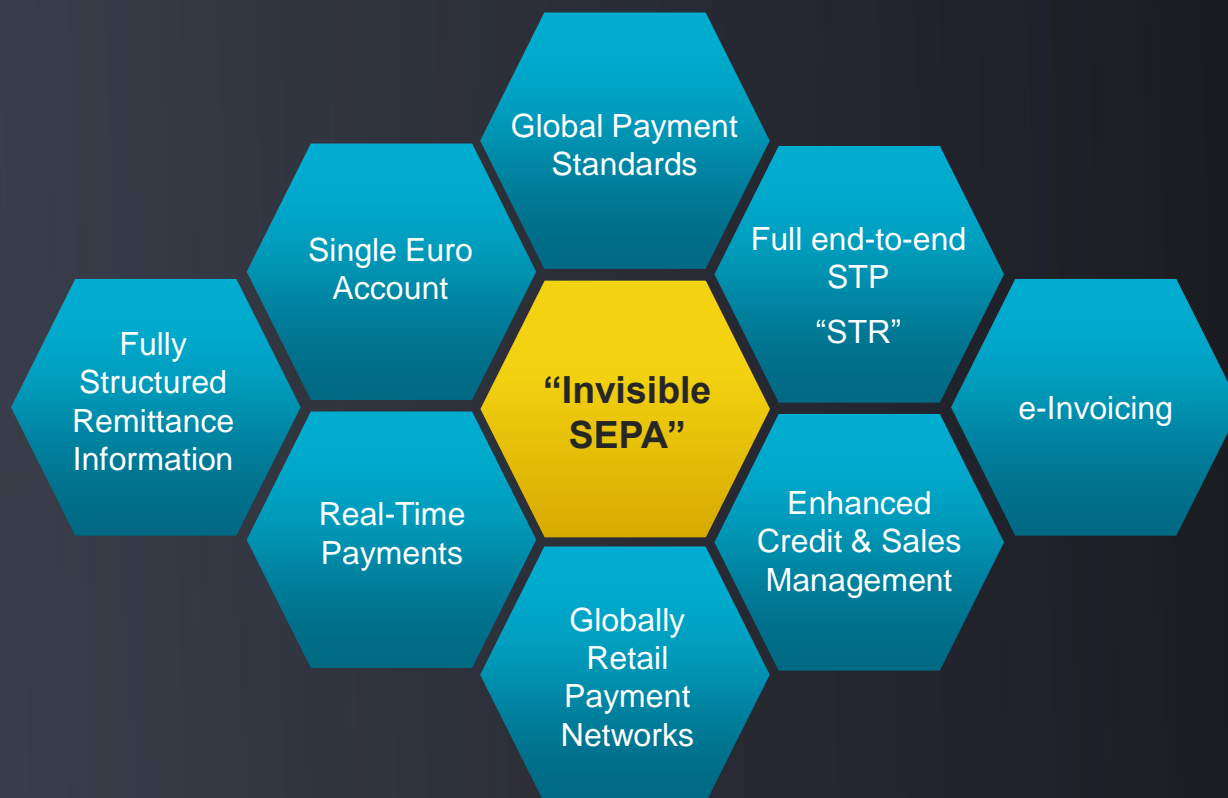 Global Payment
Standards
Single Euro
Account
Full end-to-end
STP
“STR”
Fully
Structured
Remittance
Information
“Invisible
SEPA”
e-Invoicing
Real-Time
Payments
Enhanced
Credit & Sales
Management
Globally
Retail
Payment
Networks